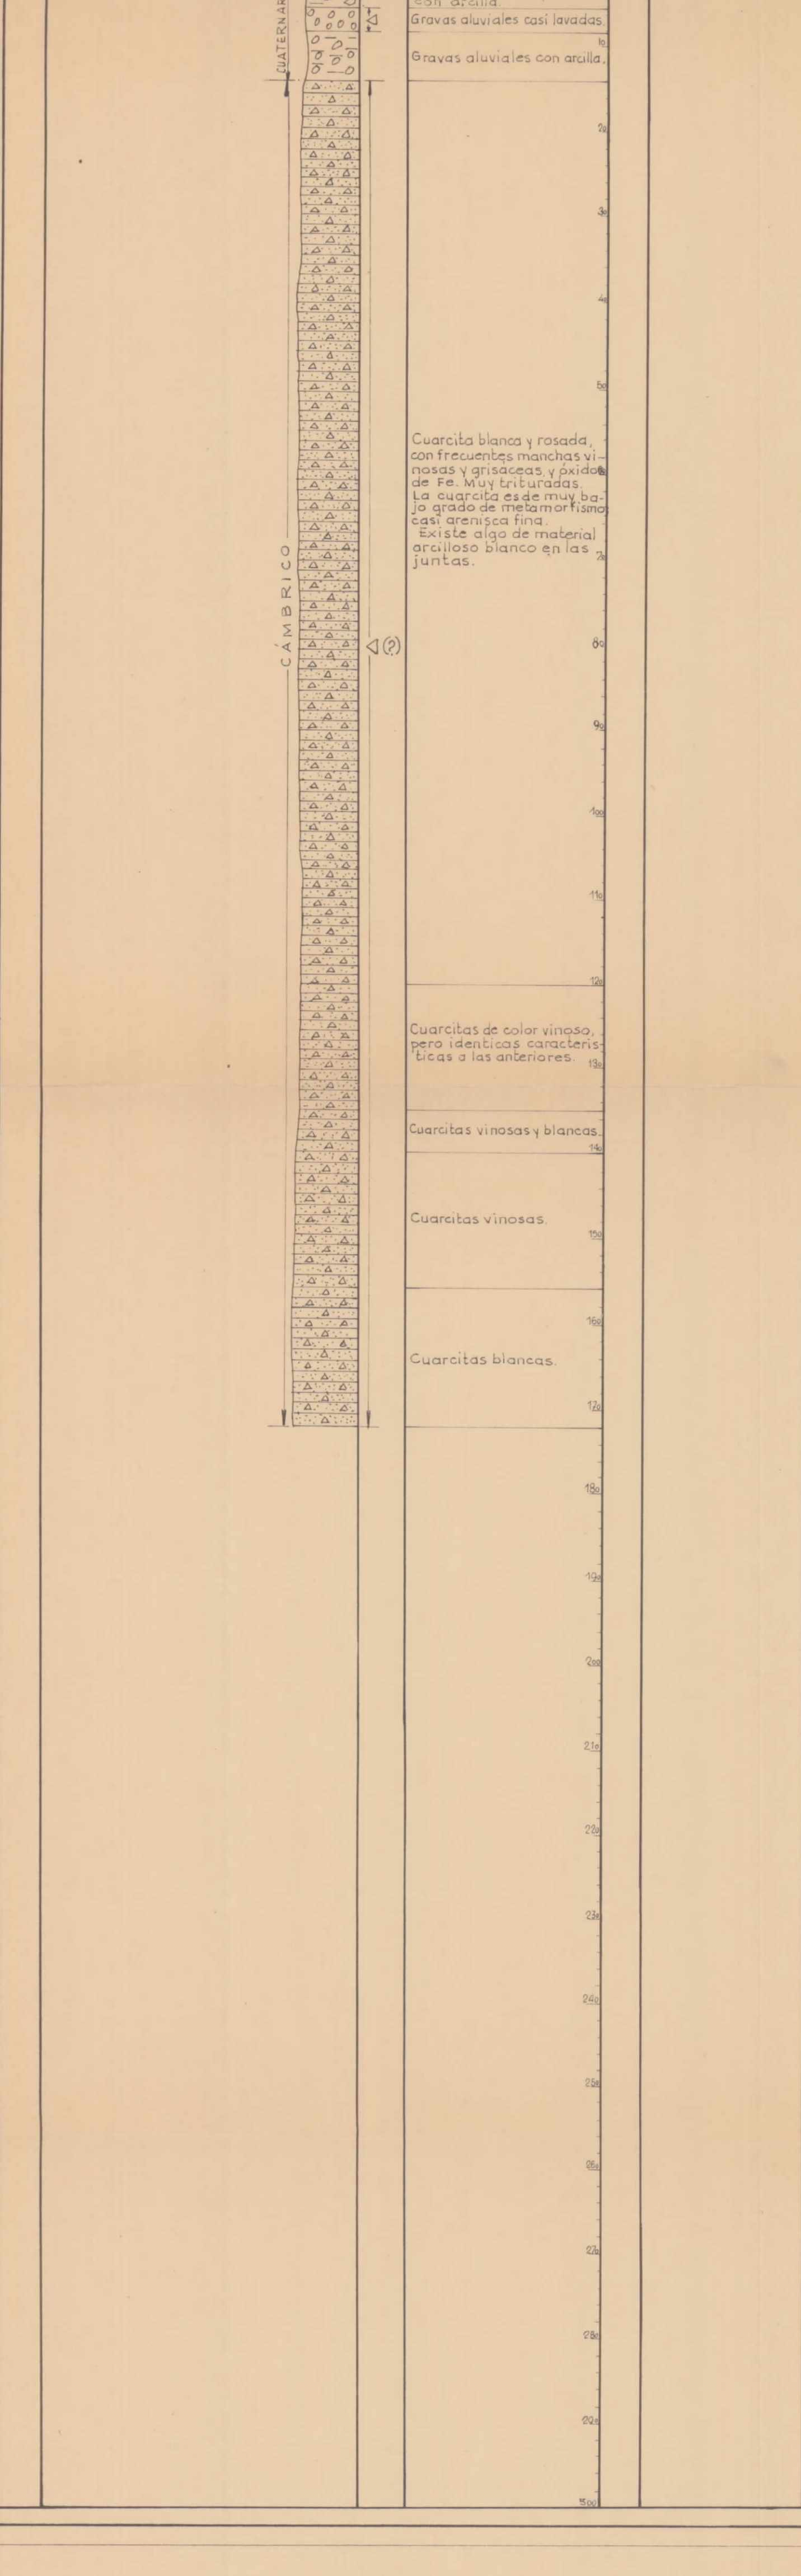 con arcilla.
Gravas aluviales casi lavadas.
10
Gravas aluviales con arcilla.
20
30
40
50
Cuarcita blanca y rosada,
con frecuentes manchas vi-
nosas y grisaceas, y óxidos
de Fe. Muy trituradas.
La cuarcita es de muy ba-
jo grado de metamorfismo
casi arenisca fina.
Existe algo de material
arcilloso blanco en las
70
juntas.
CÁMBRICO
(?)
80
90
100
110
120
Cuarcitas de color vinoso,
pero identicas caracteris-
ticas a las anteriores.
130
Cuarcitas vinosas y blancas.
140
Cuarcitas vinosas.
150
160
Cuarcitas blancas.
170
180
190
200
210
220
230
240
250
260
270
280
290
300